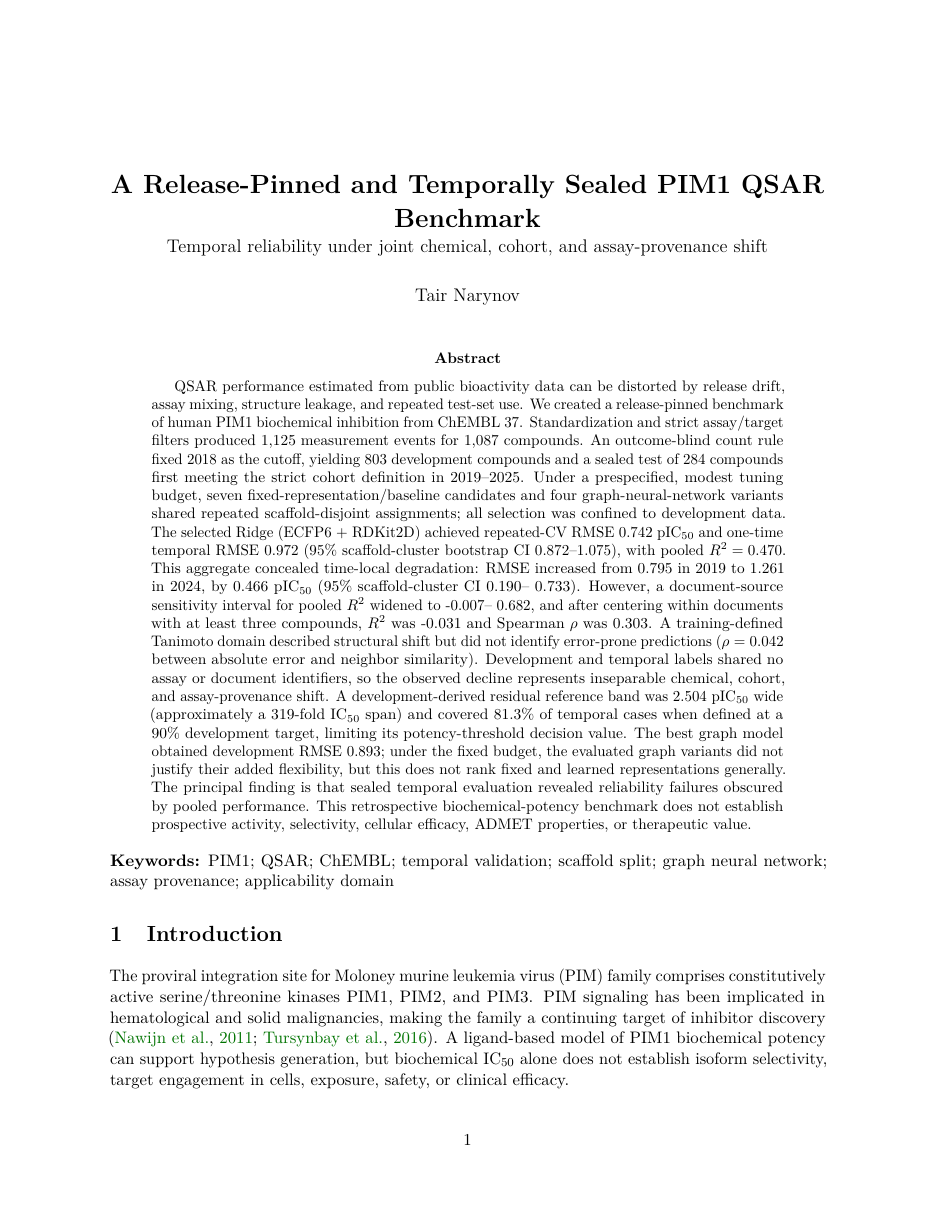 A Release-Pinned and Temporally Sealed PIM1 QSAR
Benchmark
Temporal reliability under joint chemical, cohort, and assay-provenance shift
Tair Narynov
Abstract
QSAR performance estimated from public bioactivity data can be distorted by release drift,
assay mixing, structure leakage, and repeated test-set use. We created a release-pinned benchmark
of human PIM1 biochemical inhibition from ChEMBL 37. Standardization and strict assay/target
filters produced 1,125 measurement events for 1,087 compounds. An outcome-blind count rule
fixed 2018 as the cutoff, yielding 803 development compounds and a sealed test of 284 compounds
first meeting the strict cohort definition in 2019–2025. Under a prespecified, modest tuning
budget, seven fixed-representation/baseline candidates and four graph-neural-network variants
shared repeated scaffold-disjoint assignments; all selection was confined to development data.
The selected Ridge (ECFP6 + RDKit2D) achieved repeated-CV RMSE 0.742 pIC₅₀ and one-time
temporal RMSE 0.972 (95% scaffold-cluster bootstrap CI 0.872–1.075), with pooled R² = 0.470.
This aggregate concealed time-local degradation: RMSE increased from 0.795 in 2019 to 1.261
in 2024, by 0.466 pIC₅₀ (95% scaffold-cluster CI 0.190– 0.733). However, a document-source
sensitivity interval for pooled R² widened to -0.007– 0.682, and after centering within documents
with at least three compounds, R² was -0.031 and Spearman ρ was 0.303. A training-defined
Tanimoto domain described structural shift but did not identify error-prone predictions (ρ = 0.042
between absolute error and neighbor similarity). Development and temporal labels shared no
assay or document identifiers, so the observed decline represents inseparable chemical, cohort,
and assay-provenance shift. A development-derived residual reference band was 2.504 pIC₅₀ wide
(approximately a 319-fold IC₅₀ span) and covered 81.3% of temporal cases when defined at a
90% development target, limiting its potency-threshold decision value. The best graph model
obtained development RMSE 0.893; under the fixed budget, the evaluated graph variants did not
justify their added flexibility, but this does not rank fixed and learned representations generally.
The principal finding is that sealed temporal evaluation revealed reliability failures obscured
by pooled performance. This retrospective biochemical-potency benchmark does not establish
prospective activity, selectivity, cellular efficacy, ADMET properties, or therapeutic value.
Keywords: PIM1; QSAR; ChEMBL; temporal validation; scaffold split; graph neural network;
assay provenance; applicability domain
1 Introduction
The proviral integration site for Moloney murine leukemia virus (PIM) family comprises constitutively
active serine/threonine kinases PIM1, PIM2, and PIM3. PIM signaling has been implicated in
hematological and solid malignancies, making the family a continuing target of inhibitor discovery
(Nawijn et al., 2011; Tursynbay et al., 2016). A ligand-based model of PIM1 biochemical potency
can support hypothesis generation, but biochemical IC₅₀ alone does not establish isoform selectivity,
target engagement in cells, exposure, safety, or clinical efficacy.
1